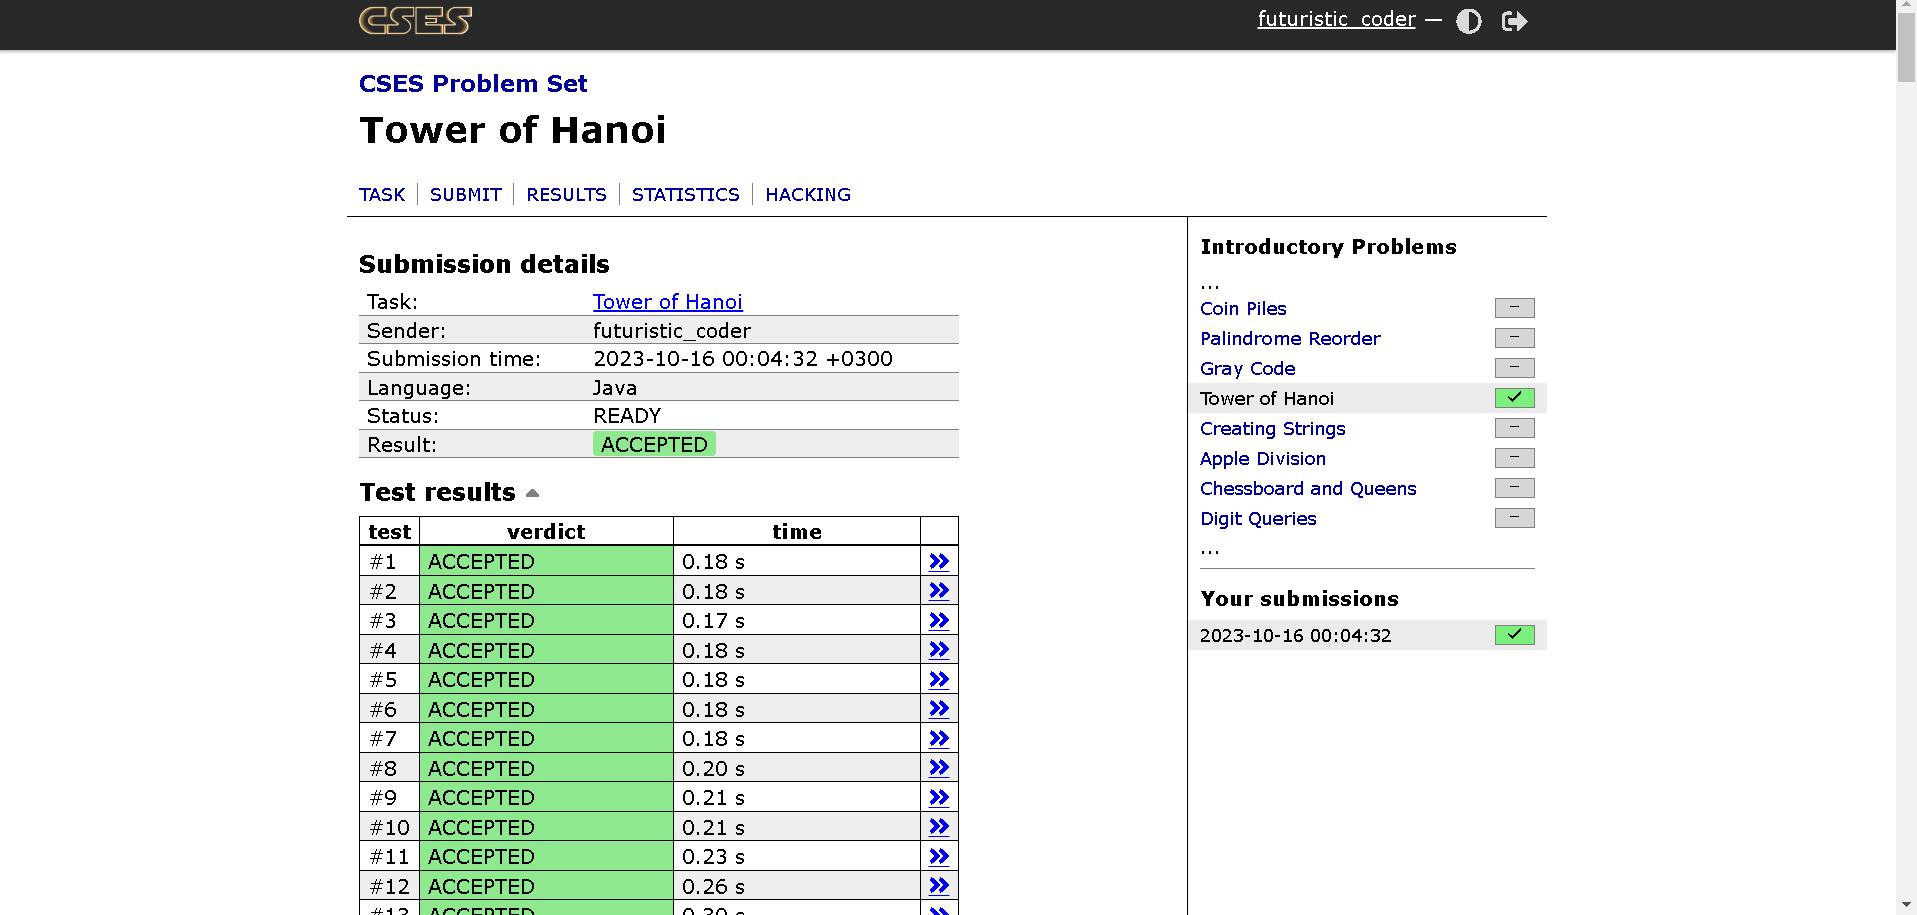 CSES
futuristic_coder —
CSES Problem Set
Tower of Hanoi
TASK | SUBMIT | RESULTS | STATISTICS | HACKING
Submission details
Task: Tower of Hanoi
Sender: futuristic_coder
Submission time: 2023-10-16 00:04:32 +0300
Language: Java
Status: READY
Result: ACCEPTED
Test results
test verdict time
#1 ACCEPTED 0.18 s »
#2 ACCEPTED 0.18 s »
#3 ACCEPTED 0.17 s »
#4 ACCEPTED 0.18 s »
#5 ACCEPTED 0.18 s »
#6 ACCEPTED 0.18 s »
#7 ACCEPTED 0.18 s »
#8 ACCEPTED 0.20 s »
#9 ACCEPTED 0.21 s »
#10 ACCEPTED 0.21 s »
#11 ACCEPTED 0.23 s »
#12 ACCEPTED 0.26 s »
#13 ACCEPTED 0.30 s »
Introductory Problems
...
Coin Piles –
Palindrome Reorder –
Gray Code –
Tower of Hanoi ✓
Creating Strings –
Apple Division –
Chessboard and Queens –
Digit Queries –
...
Your submissions
2023-10-16 00:04:32 ✓